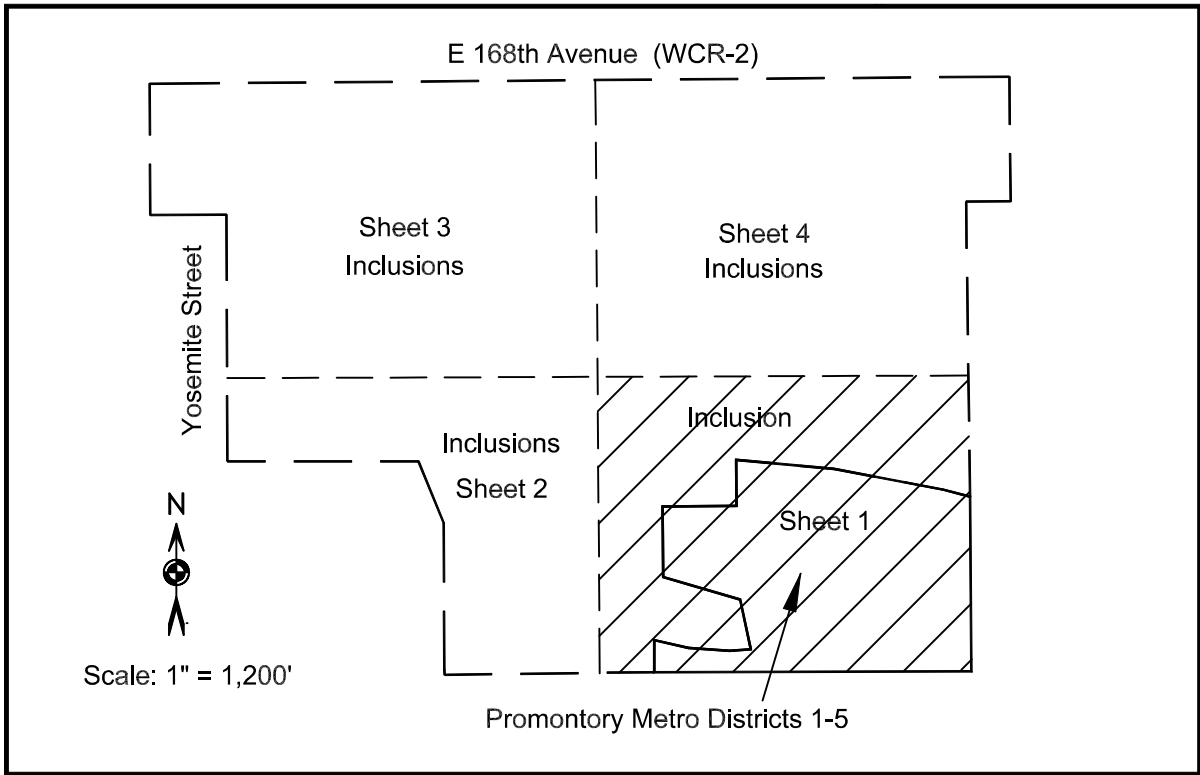 E 168th Avenue (WCR-2)
Sheet 3
Inclusions
Sheet 4
Inclusions
Yosemite Street
Inclusion
Inclusions
Sheet 2
Sheet 1
N
Scale: 1" = 1,200'
Promontory Metro Districts 1-5